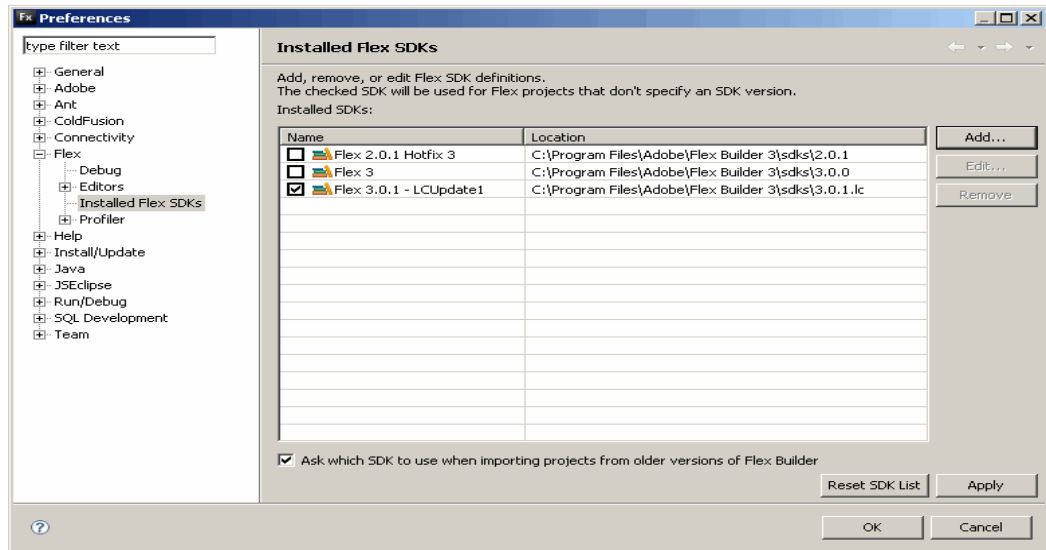 Fx Preferences
type filter text
General
Adobe
Ant
ColdFusion
Connectivity
Flex
Debug
Editors
Installed Flex SDKs
Profiler
Help
Install/Update
Java
JSEclipse
Run/Debug
SQL Development
Team
Installed Flex SDKs
Add, remove, or edit Flex SDK definitions.
The checked SDK will be used for Flex projects that don't specify an SDK version.
Installed SDKs:
Name Location
Flex 2.0.1 Hotfix 3 C:\Program Files\Adobe\Flex Builder 3\sdks\2.0.1
Flex 3 C:\Program Files\Adobe\Flex Builder 3\sdks\3.0.0
Flex 3.0.1 - LCUpdate1 C:\Program Files\Adobe\Flex Builder 3\sdks\3.0.1.lc
Add...
Edit...
Remove
Ask which SDK to use when importing projects from older versions of Flex Builder
Reset SDK List Apply
? OK Cancel